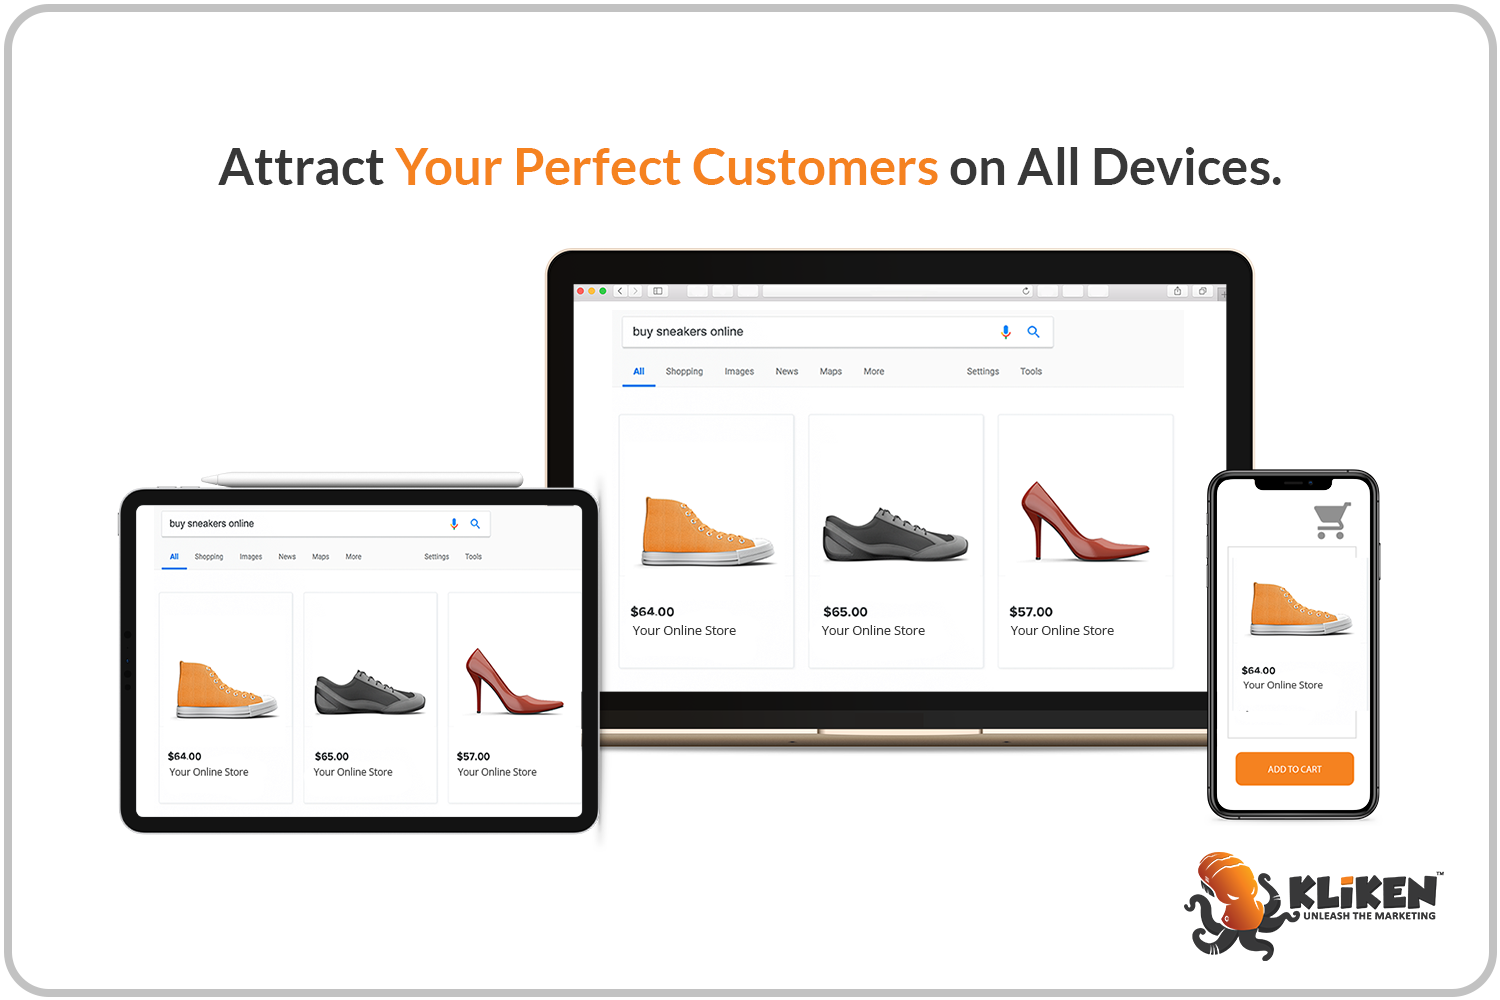 Attract Your Perfect Customers on All Devices.
buy sneakers online
All Shopping Images News Maps More Settings Tools
$64.00 $65.00 $57.00
Your Online Store Your Online Store Your Online Store
buy sneakers online
All Shopping Images News Maps More Settings Tools
$64.00 $65.00 $57.00
Your Online Store Your Online Store Your Online Store
$64.00
Your Online Store
ADD TO CART
KLiKEN™
UNLEASH THE MARKETING